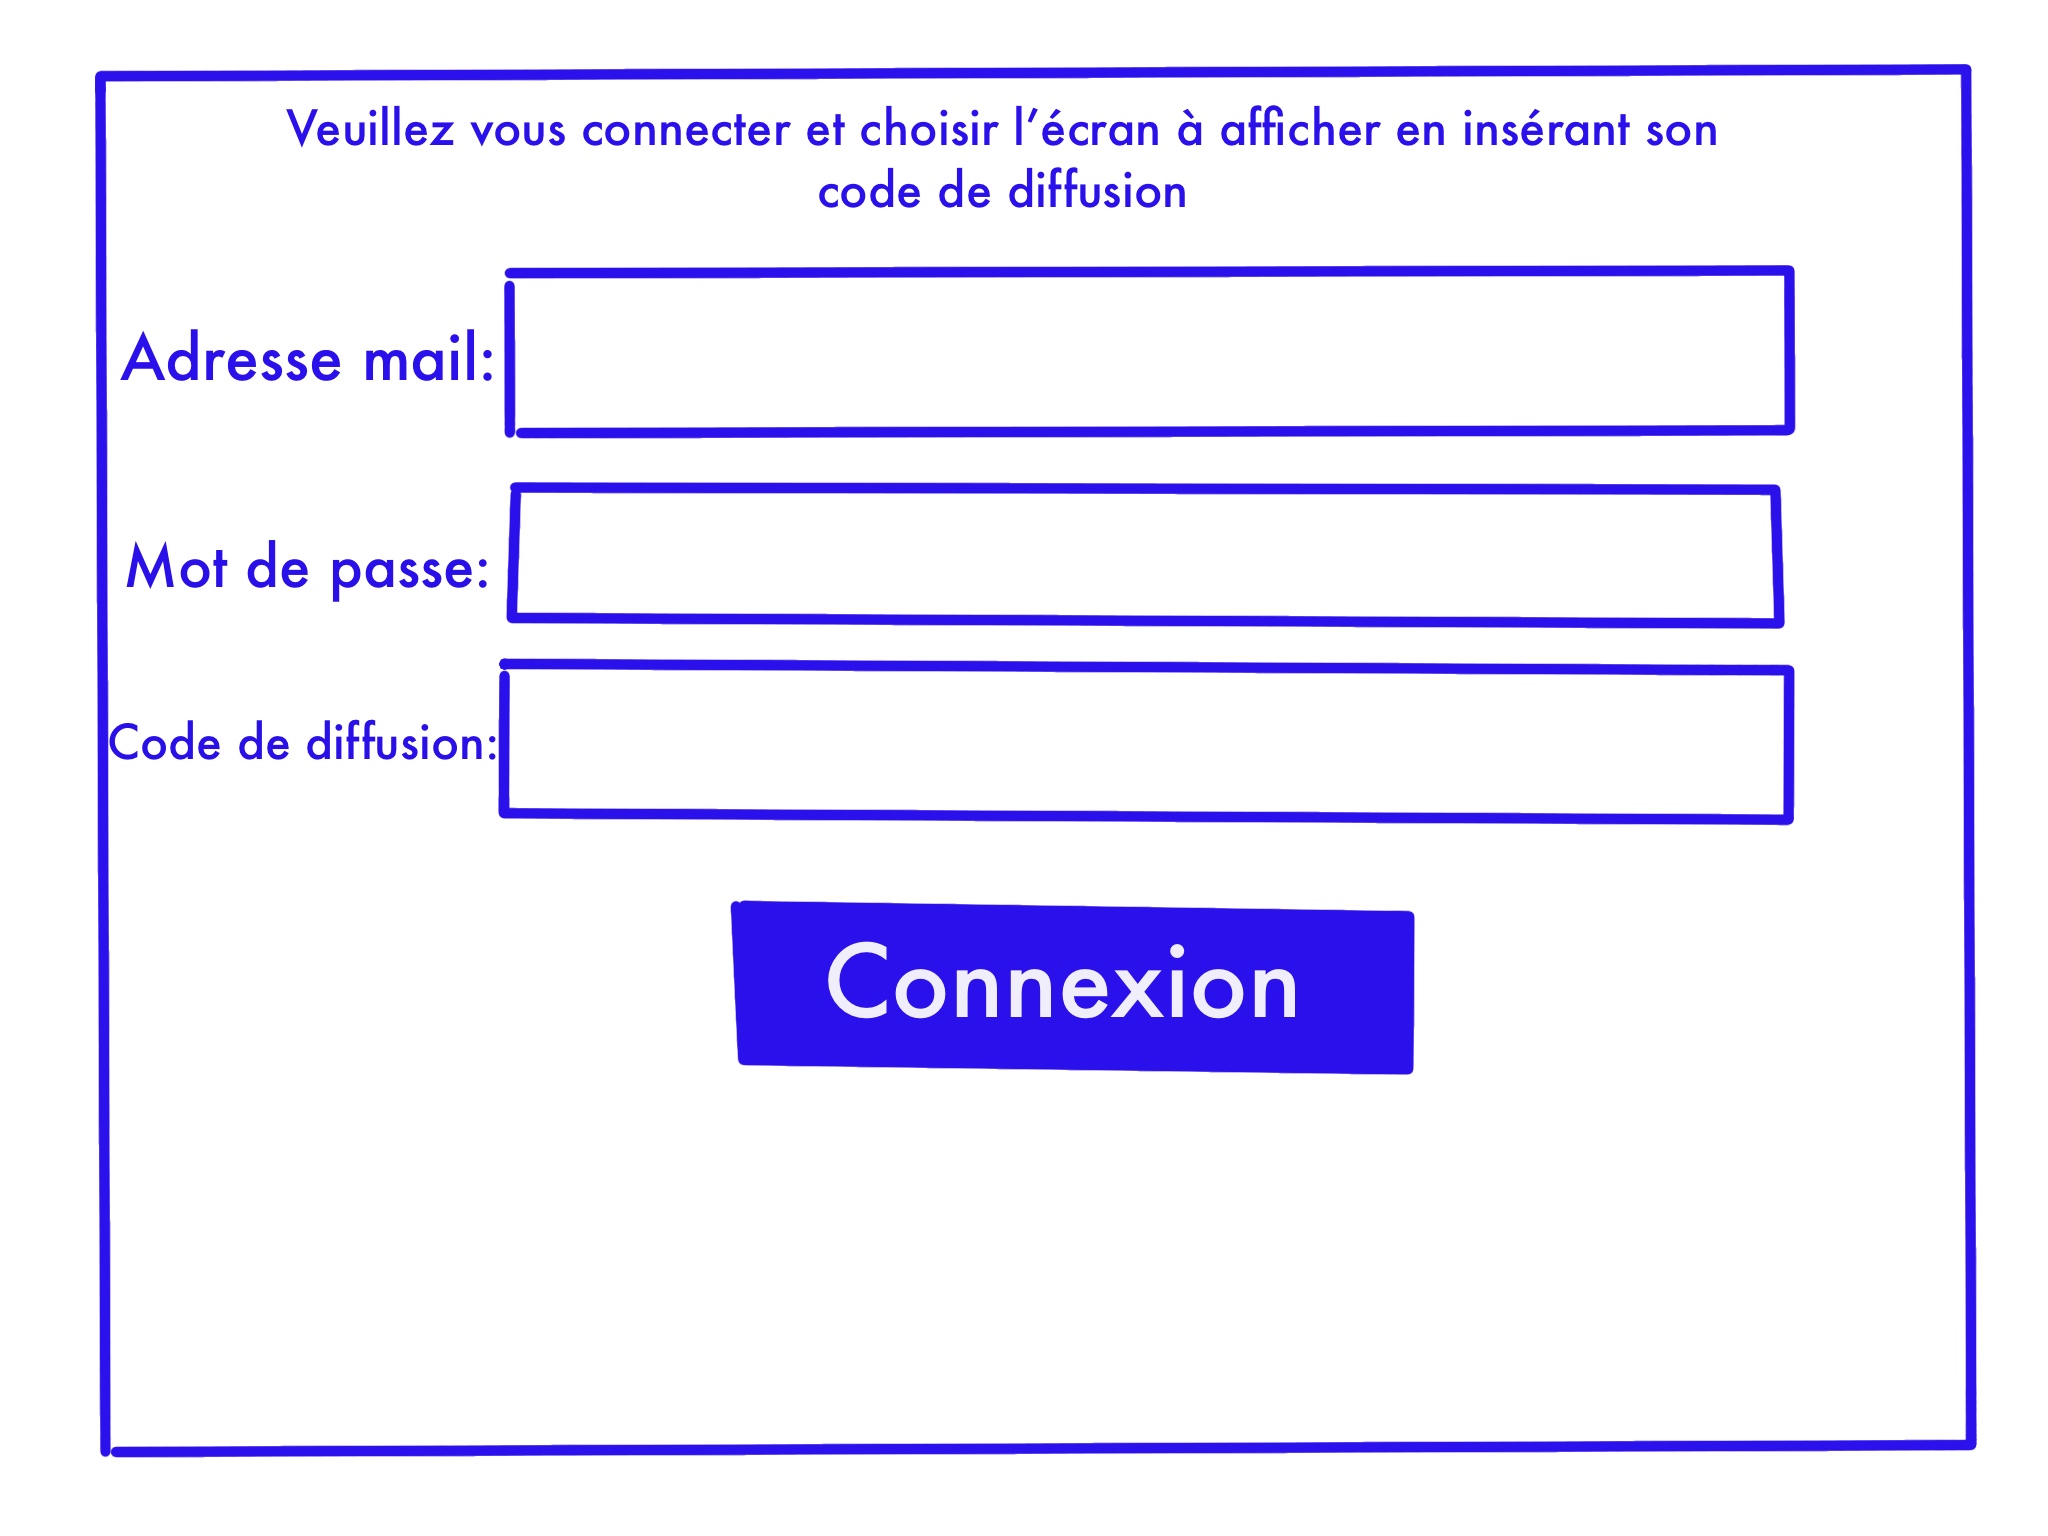 Veuillez vous connecter et choisir l’écran à afficher en insérant son
code de diffusion
Adresse mail:
Mot de passe:
Code de diffusion:
Connexion